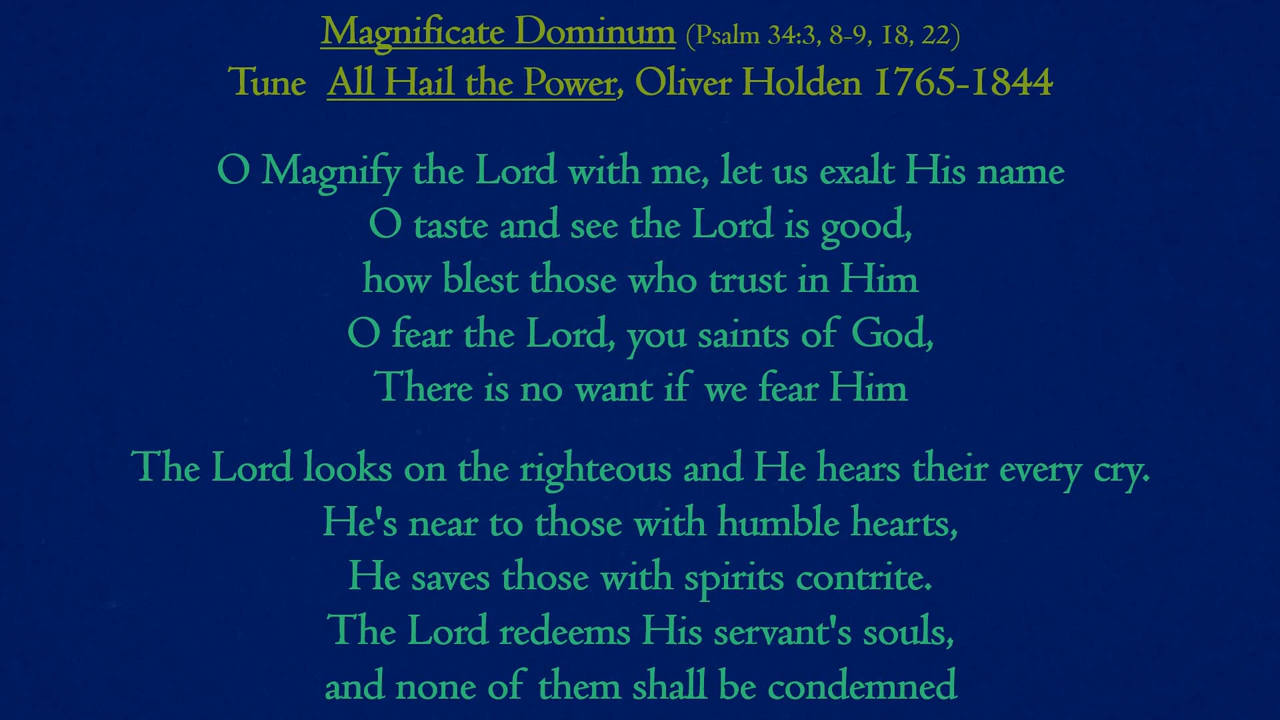 Magnificate Dominum (Psalm 34:3, 8-9, 18, 22)
Tune All Hail the Power, Oliver Holden 1765-1844
O Magnify the Lord with me, let us exalt His name
O taste and see the Lord is good,
how blest those who trust in Him
O fear the Lord, you saints of God,
There is no want if we fear Him
The Lord looks on the righteous and He hears their every cry.
He's near to those with humble hearts,
He saves those with spirits contrite.
The Lord redeems His servant's souls,
and none of them shall be condemned